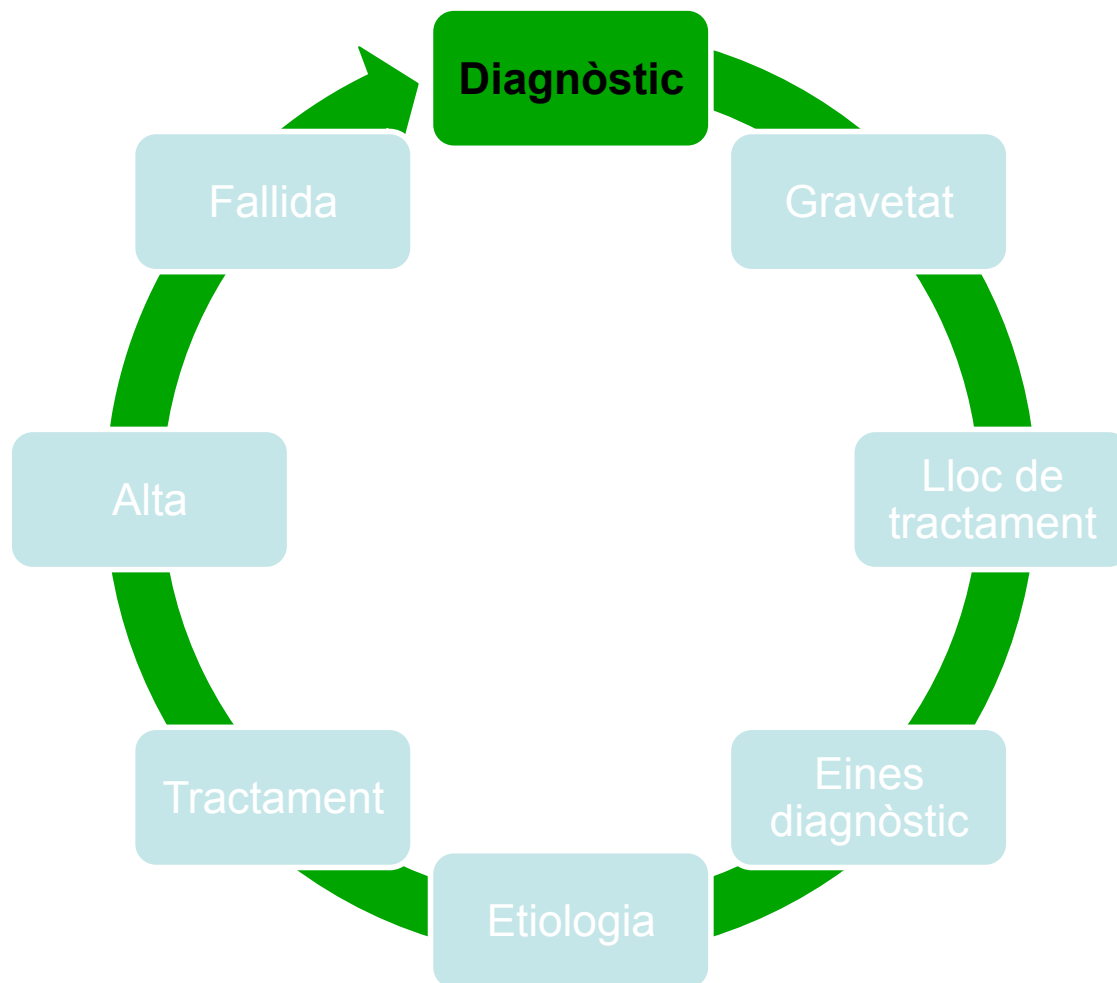 Diagnòstic
Gravetat
Lloc de
tractament
Eines
diagnòstic
Etiologia
Tractament
Alta
Fallida